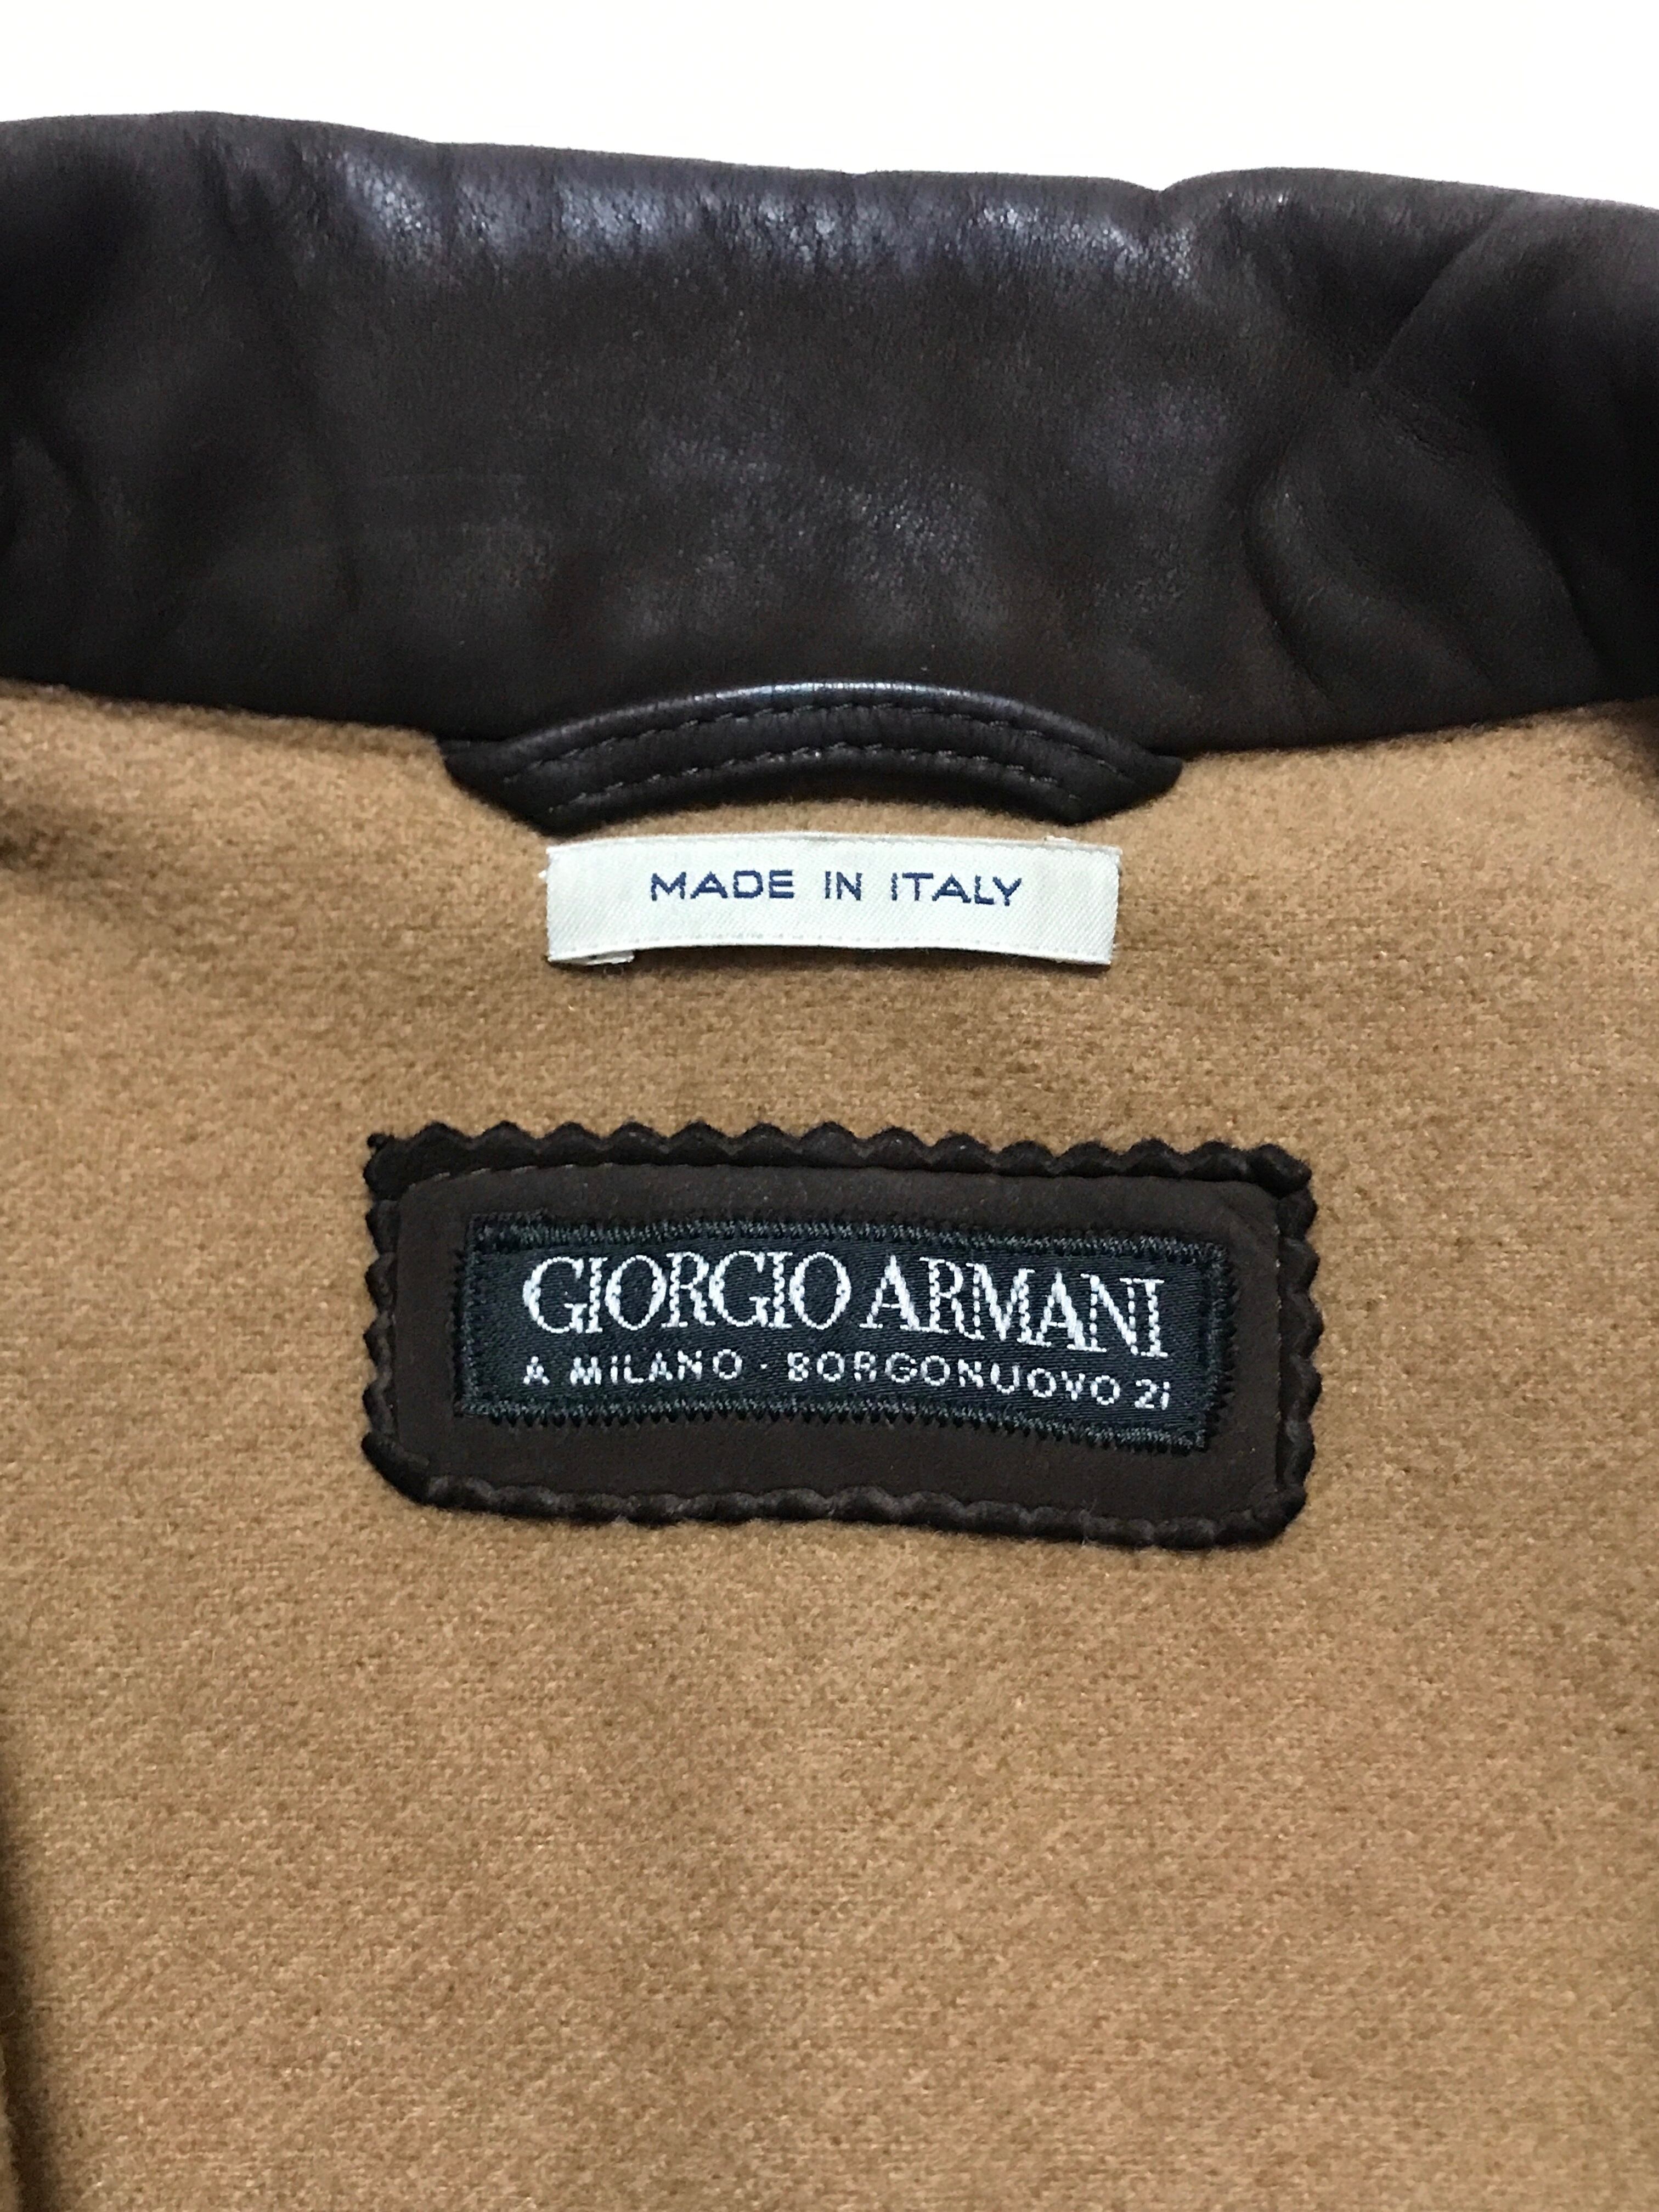 MADE IN ITALY
GIORGIO ARMANI
A MILANO · BORGONUOVO 21